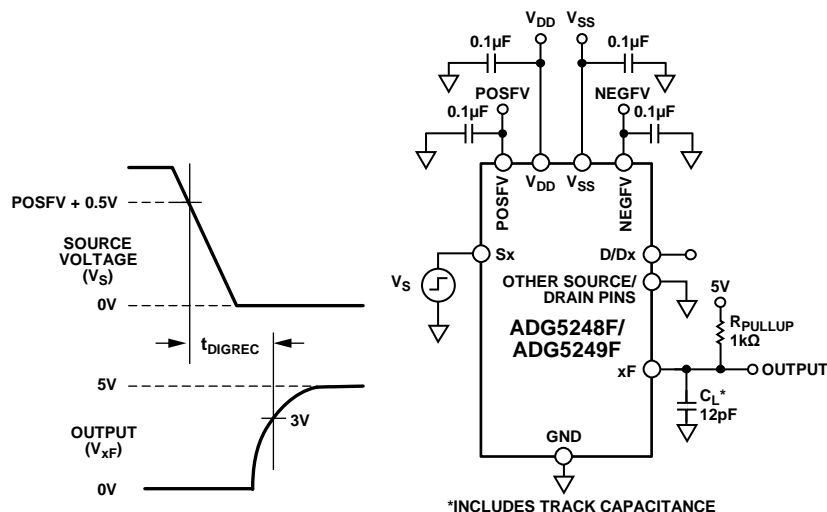 POSFV + 0.5V
SOURCE
VOLTAGE
(VS)
0V
tDIGREC
5V
OUTPUT
(VxF)
3V
0V
VDD
VSS
0.1µF
0.1µF
POSFV
NEGFV
0.1µF
0.1µF
POSFV
VDD
VSS
NEGFV
Sx
D/Dx
VS
OTHER SOURCE/
DRAIN PINS
5V
ADG5248F/
ADG5249F
RPULLUP
1kΩ
xF
OUTPUT
CL*
12pF
GND
*INCLUDES TRACK CAPACITANCE